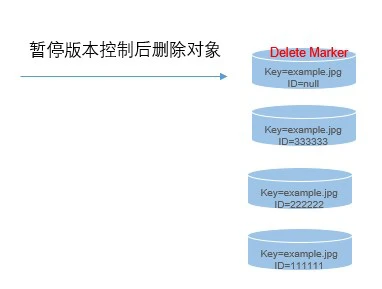 暂停版本控制后删除对象
Delete Marker
Key=example.jpg
ID=null
Key=example.jpg
ID=333333
Key=example.jpg
ID=222222
Key=example.jpg
ID=111111